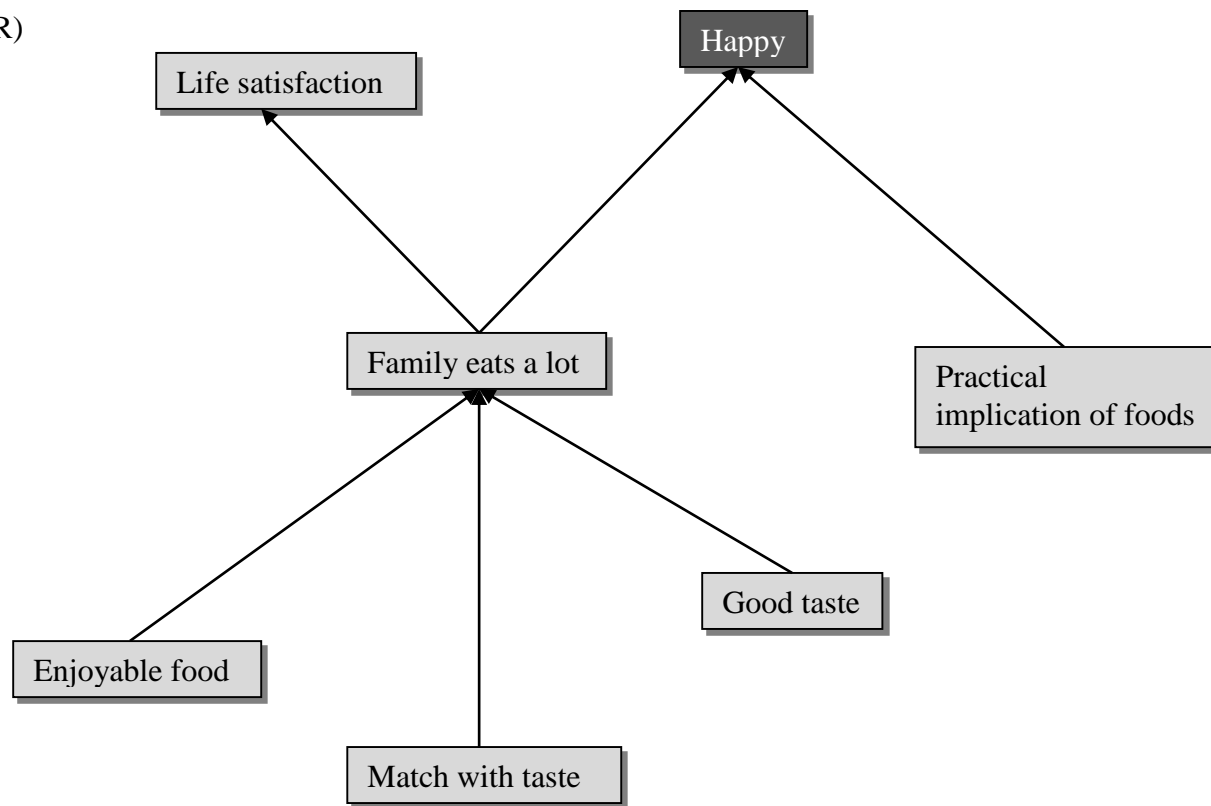 R)
Happy
Life satisfaction
Family eats a lot
Practical
implication of foods
Good taste
Enjoyable food
Match with taste